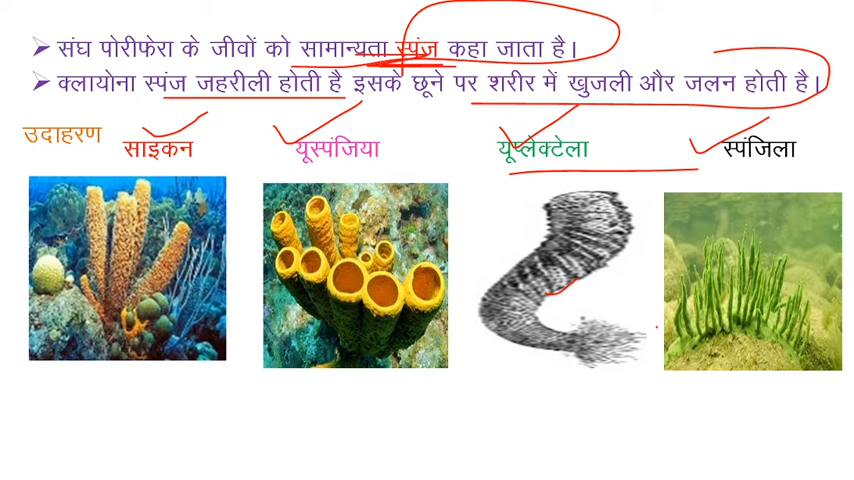 ➢ संघ पोरीफेरा के जीवों को सामान्यता स्पंज कहा जाता है।
➢ क्लायोना स्पंज जहरीली होती है इसके छूने पर शरीर में खुजली और जलन होती है।
उदाहरण साइकन यूस्पंजिया यूप्लेक्टेला स्पंजिला